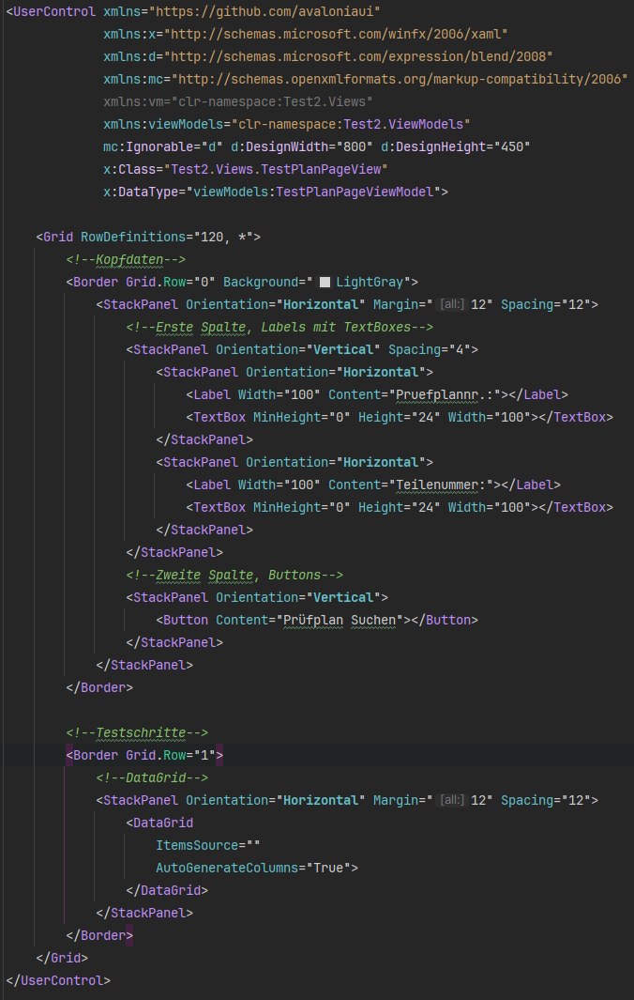 <UserControl xmlns="https://github.com/avaloniaui"
             xmlns:x="http://schemas.microsoft.com/winfx/2006/xaml"
             xmlns:d="http://schemas.microsoft.com/expression/blend/2008"
             xmlns:mc="http://schemas.openxmlformats.org/markup-compatibility/2006"
             xmlns:vm="clr-namespace:Test2.Views"
             xmlns:viewModels="clr-namespace:Test2.ViewModels"
             mc:Ignorable="d" d:DesignWidth="800" d:DesignHeight="450"
             x:Class="Test2.Views.TestPlanPageView"
             x:DataType="viewModels:TestPlanPageViewModel">

    <Grid RowDefinitions="120, *">
        <!--Kopfdaten-->
        <Border Grid.Row="0" Background="LightGray">
            <StackPanel Orientation="Horizontal" Margin="[all:]12" Spacing="12">
                <!--Erste Spalte, Labels mit TextBoxes-->
                <StackPanel Orientation="Vertical" Spacing="4">
                    <StackPanel Orientation="Horizontal">
                        <Label Width="100" Content="Pruefplannr.:"></Label>
                        <TextBox MinHeight="0" Height="24" Width="100"></TextBox>
                    </StackPanel>
                    <StackPanel Orientation="Horizontal">
                        <Label Width="100" Content="Teilenummer:"></Label>
                        <TextBox MinHeight="0" Height="24" Width="100"></TextBox>
                    </StackPanel>
                </StackPanel>
                <!--Zweite Spalte, Buttons-->
                <StackPanel Orientation="Vertical">
                    <Button Content="Prüfplan Suchen"></Button>
                </StackPanel>
            </StackPanel>
        </Border>

        <!--Testschritte-->
        <Border Grid.Row="1">
            <!--DataGrid-->
            <StackPanel Orientation="Horizontal" Margin="[all:]12" Spacing="12">
                <DataGrid
                    ItemsSource=""
                    AutoGenerateColumns="True">
                </DataGrid>
            </StackPanel>
        </Border>
    </Grid>
</UserControl>